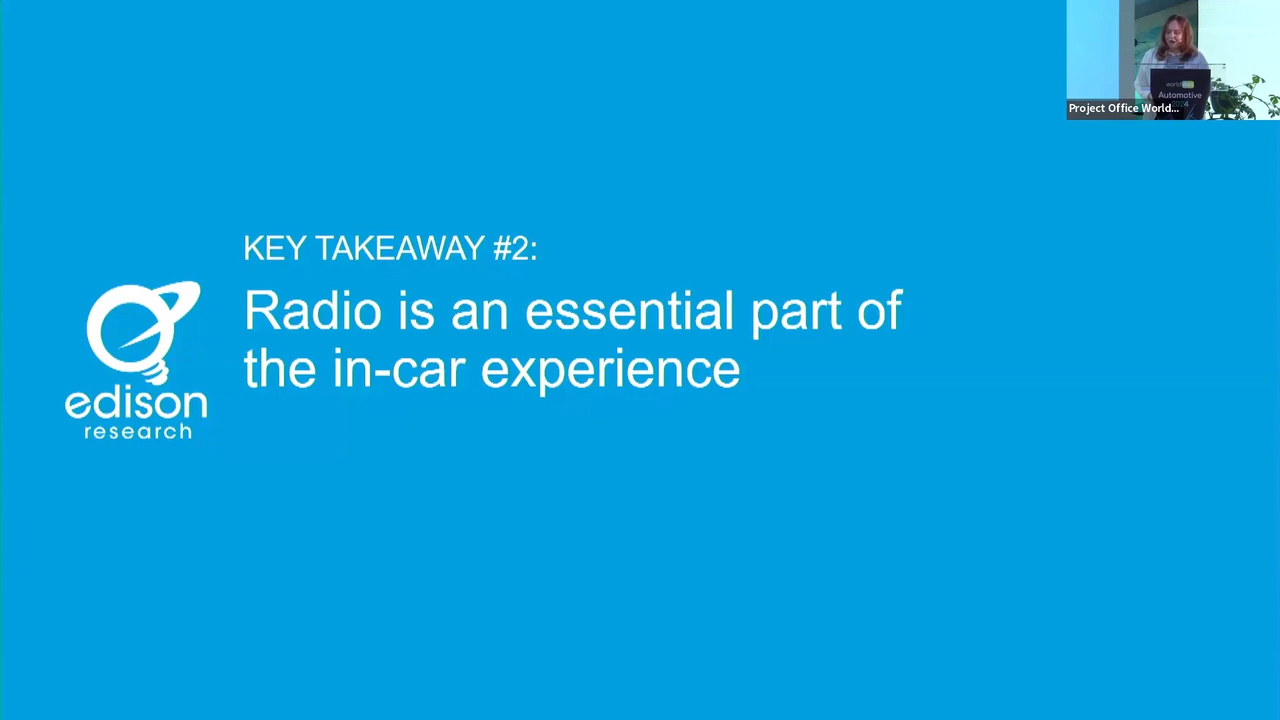 KEY TAKEAWAY #2:
Radio is an essential part of
the in-car experience
edison
research
Project Office World...
Automotive
2024